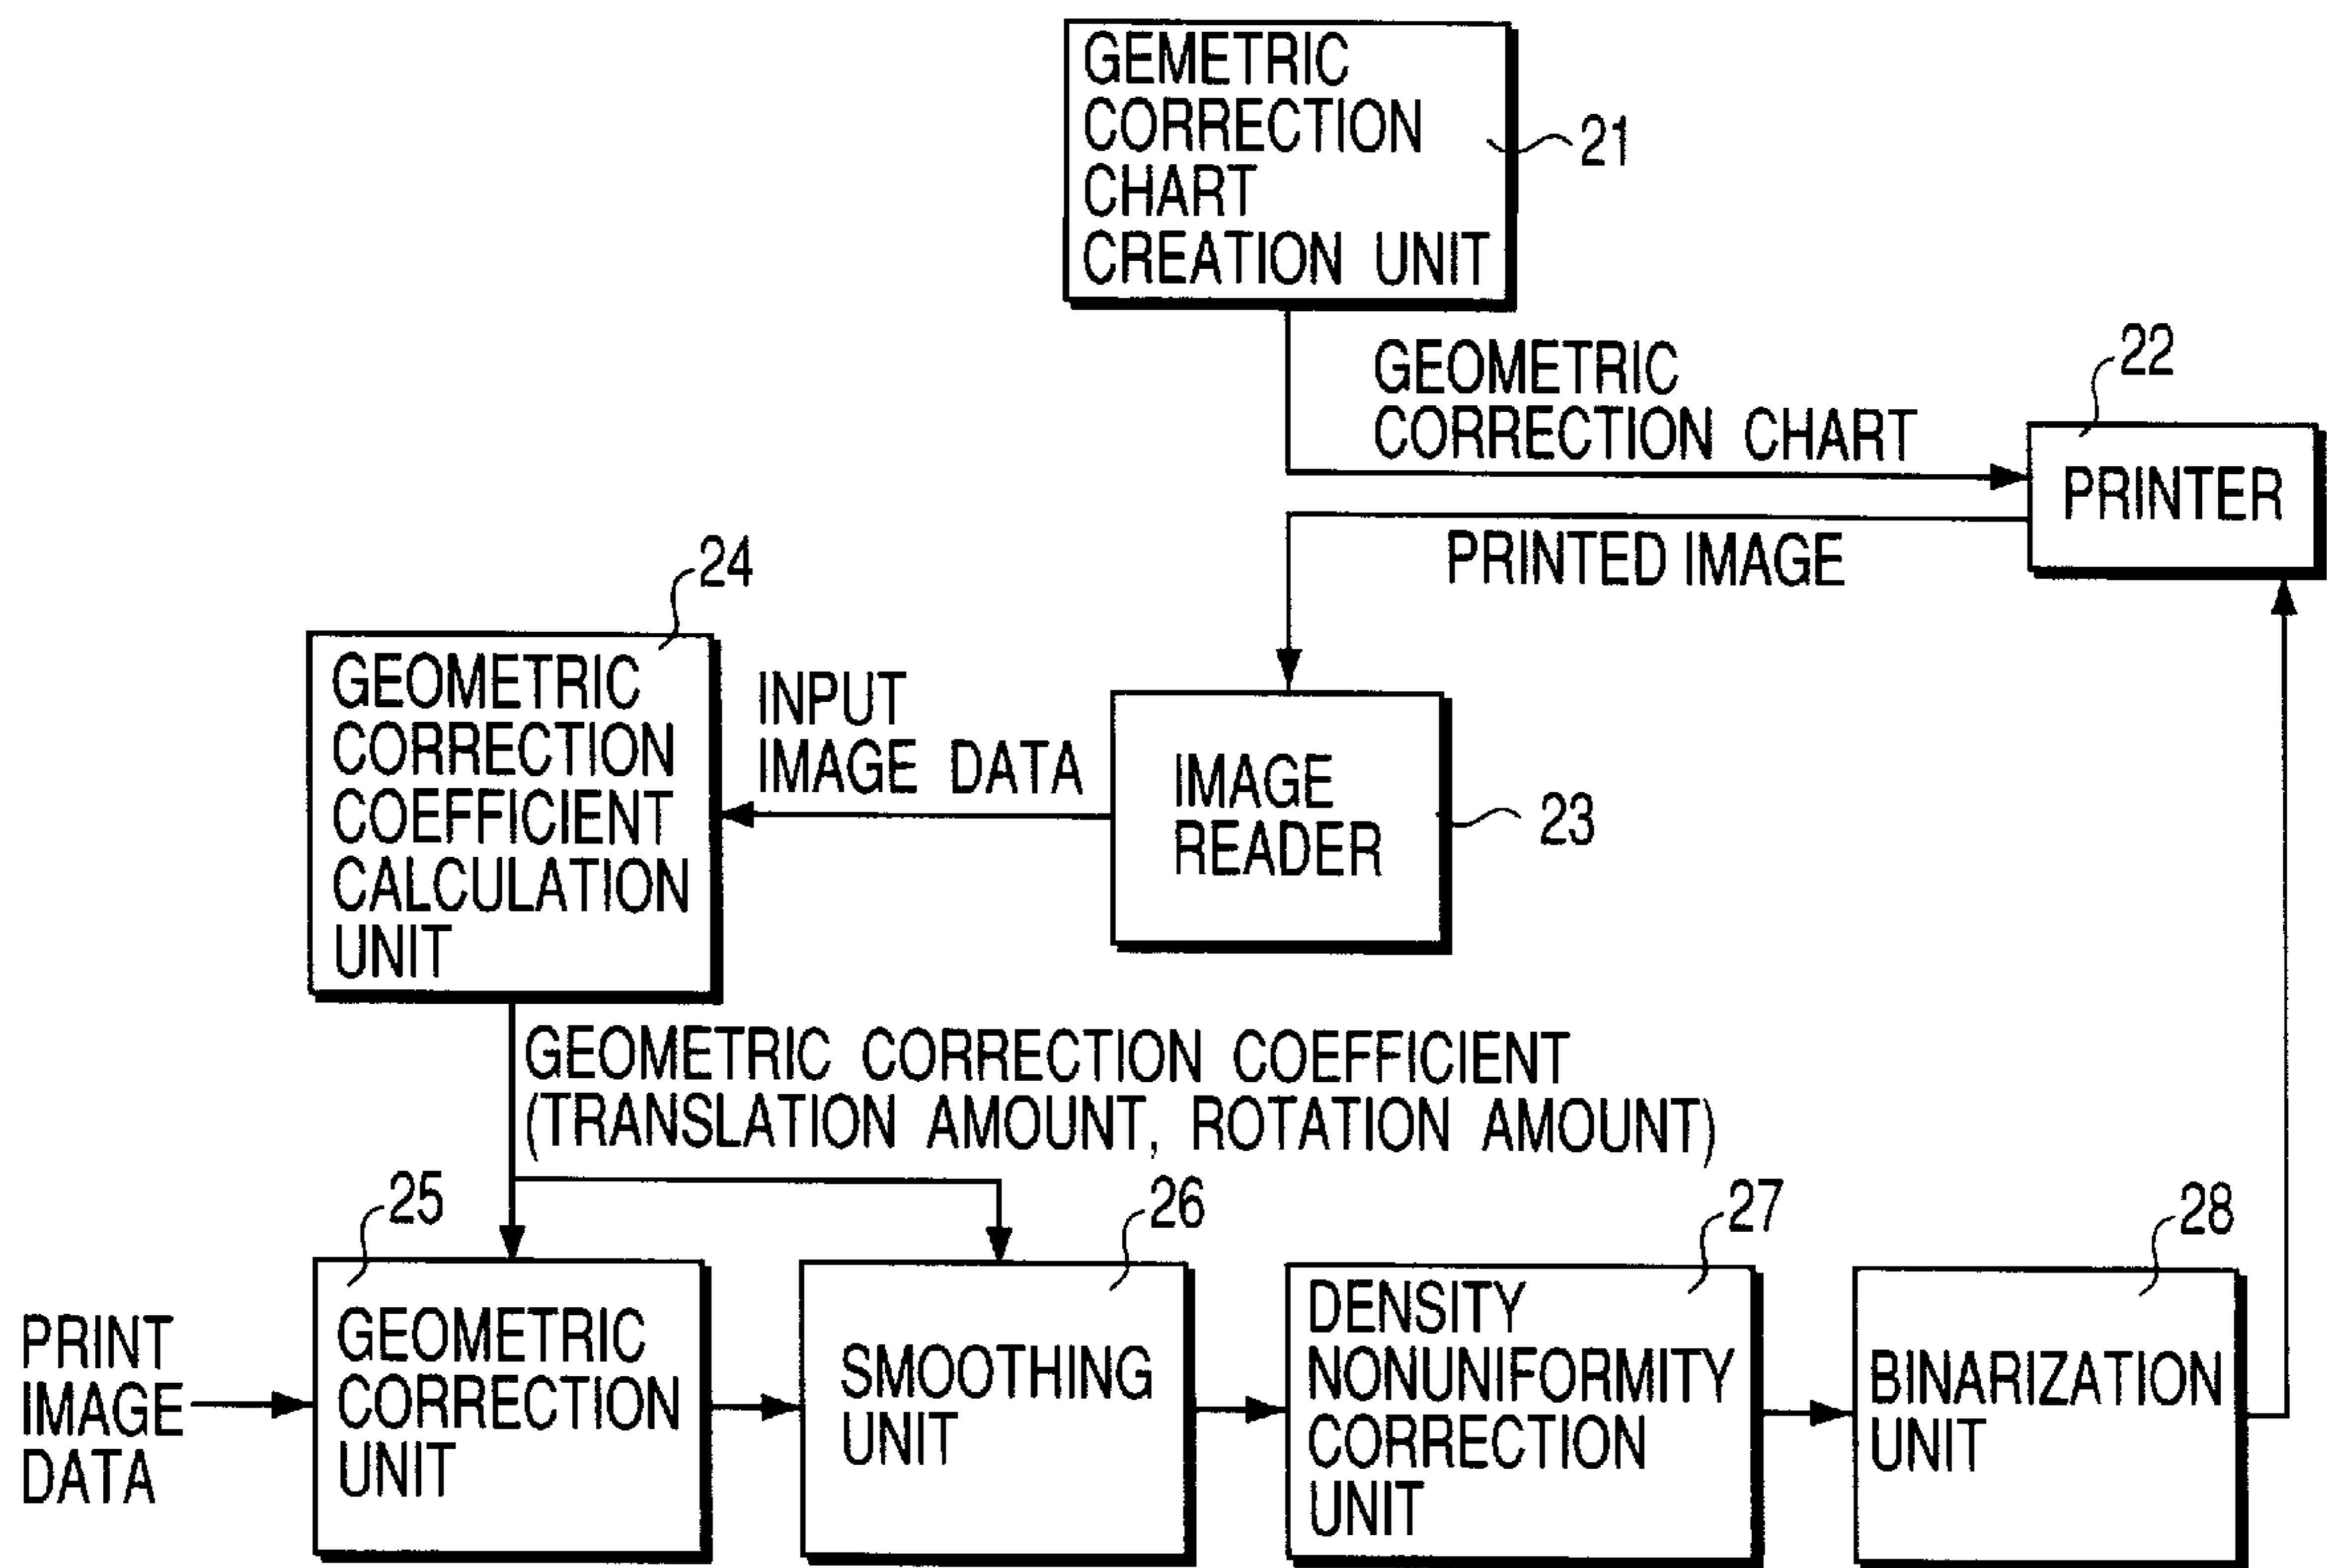 GEMETRIC
CORRECTION
CHART
CREATION UNIT
21
GEOMETRIC
CORRECTION CHART
22
PRINTER
PRINTED IMAGE
24
GEOMETRIC
CORRECTION
COEFFICIENT
CALCULATION
UNIT
INPUT
IMAGE DATA
IMAGE
READER
23
GEOMETRIC CORRECTION COEFFICIENT
(TRANSLATION AMOUNT, ROTATION AMOUNT)
25
26
27
28
PRINT
IMAGE
DATA
GEOMETRIC
CORRECTION
UNIT
SMOOTHING
UNIT
DENSITY
NONUNIFORMITY
CORRECTION
UNIT
BINARIZATION
UNIT